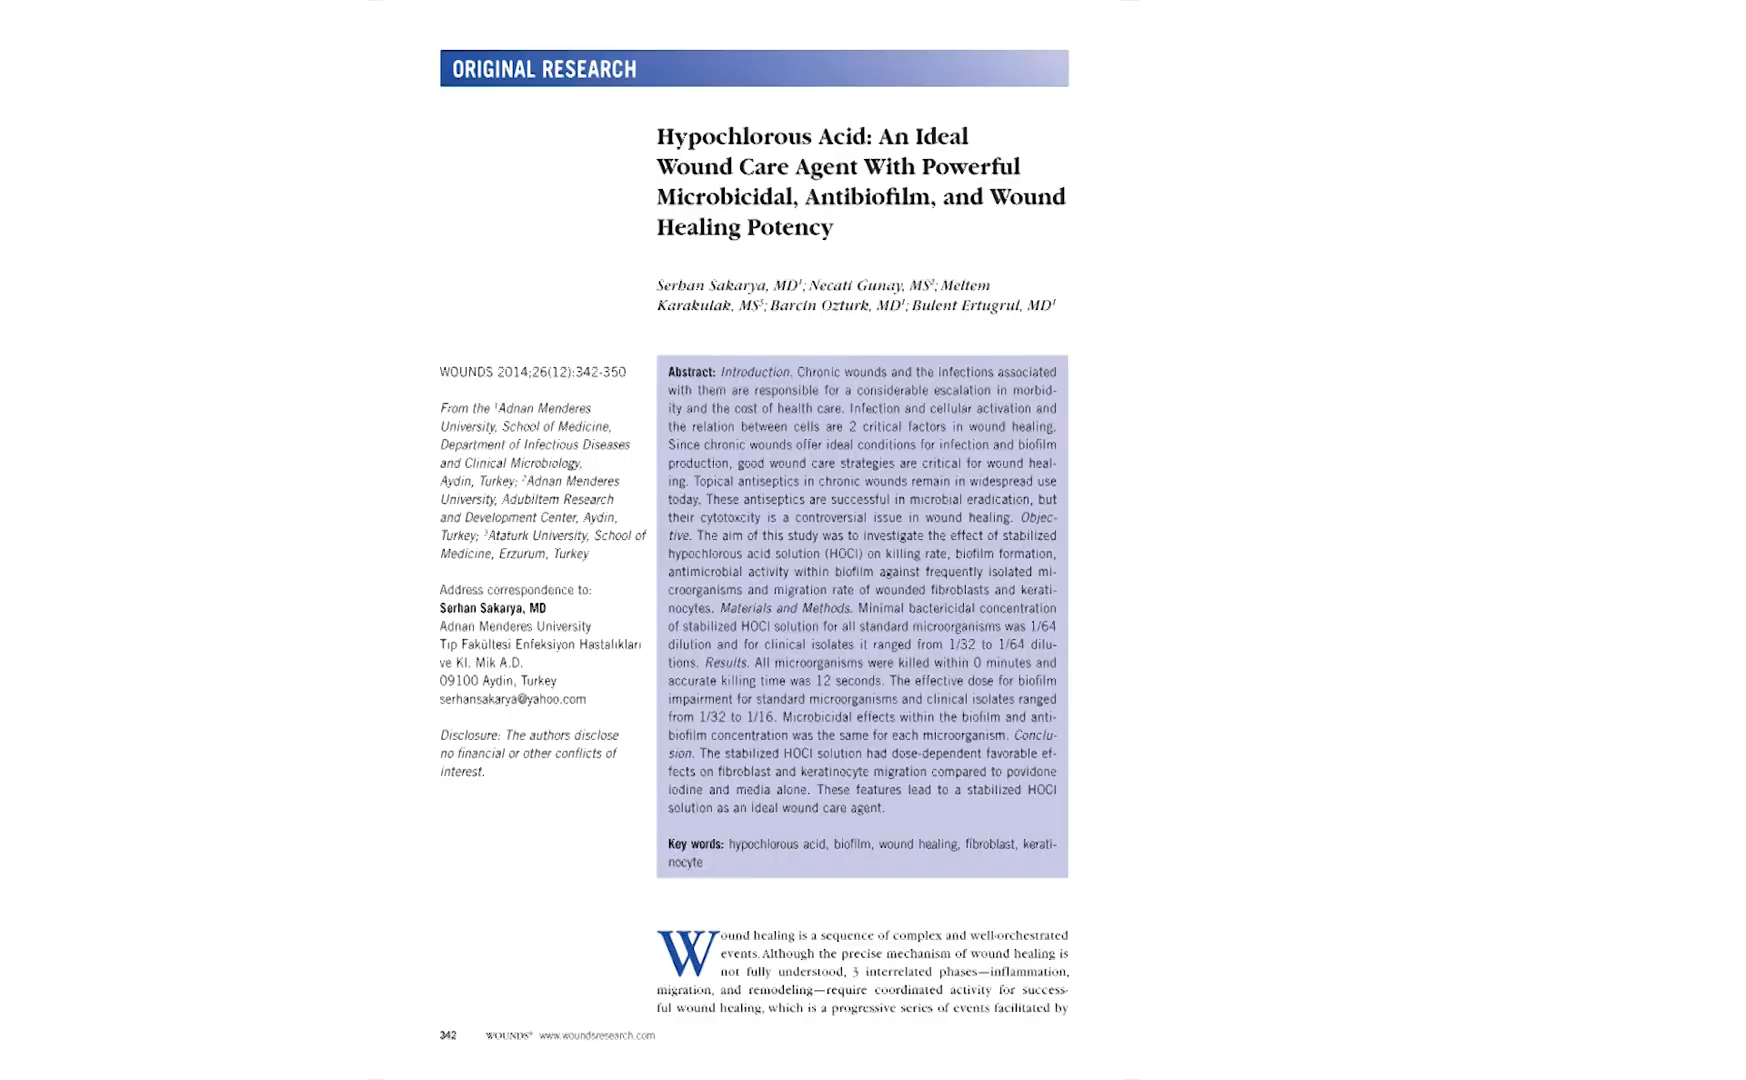 ORIGINAL RESEARCH
Hypochlorous Acid: An Ideal
Wound Care Agent With Powerful
Microbicidal, Antibiofilm, and Wound
Healing Potency
Serhan Sakarya, MD¹; Necati Gunay, MS²; Meltem
Karakulak, MS³; Barcin Ozturk, MD¹; Bulent Ertugrul, MD¹
WOUNDS 2014;26(12):342-350
From the ¹Adnan Menderes
University, School of Medicine,
Department of Infectious Diseases
and Clinical Microbiology,
Aydin, Turkey; ²Adnan Menderes
University, Adubiltem Research
and Development Center, Aydin,
Turkey; ³Ataturk University, School of
Medicine, Erzurum, Turkey
Address correspondence to:
Serhan Sakarya, MD
Adnan Menderes University
Tıp Fakültesi Enfeksiyon Hastalıkları
ve Kl. Mik A.D.
09100 Aydin, Turkey
serhansakarya@yahoo.com
Disclosure: The authors disclose
no financial or other conflicts of
interest.
Abstract: Introduction. Chronic wounds and the infections associated
with them are responsible for a considerable escalation in morbid-
ity and the cost of health care. Infection and cellular activation and
the relation between cells are 2 critical factors in wound healing.
Since chronic wounds offer ideal conditions for infection and biofilm
production, good wound care strategies are critical for wound heal-
ing. Topical antiseptics in chronic wounds remain in widespread use
today. These antiseptics are successful in microbial eradication, but
their cytotoxcity is a controversial issue in wound healing. Objec-
tive. The aim of this study was to investigate the effect of stabilized
hypochlorous acid solution (HOCl) on killing rate, biofilm formation,
antimicrobial activity within biofilm against frequently isolated mi-
croorganisms and migration rate of wounded fibroblasts and kerati-
nocytes. Materials and Methods. Minimal bactericidal concentration
of stabilized HOCl solution for all standard microorganisms was 1/64
dilution and for clinical isolates it ranged from 1/32 to 1/64 dilu-
tions. Results. All microorganisms were killed within 0 minutes and
accurate killing time was 12 seconds. The effective dose for biofilm
impairment for standard microorganisms and clinical isolates ranged
from 1/32 to 1/16. Microbicidal effects within the biofilm and anti-
biofilm concentration was the same for each microorganism. Conclu-
sion. The stabilized HOCl solution had dose-dependent favorable ef-
fects on fibroblast and keratinocyte migration compared to povidone
iodine and media alone. These features lead to a stabilized HOCl
solution as an ideal wound care agent.
Key words: hypochlorous acid, biofilm, wound healing, fibroblast, kerati-
nocyte
Wound healing is a sequence of complex and well-orchestrated
events. Although the precise mechanism of wound healing is
not fully understood, 3 interrelated phases—inflammation,
migration, and remodeling—require coordinated activity for success-
ful wound healing, which is a progressive series of events facilitated by
342 WOUNDS® www.woundsresearch.com